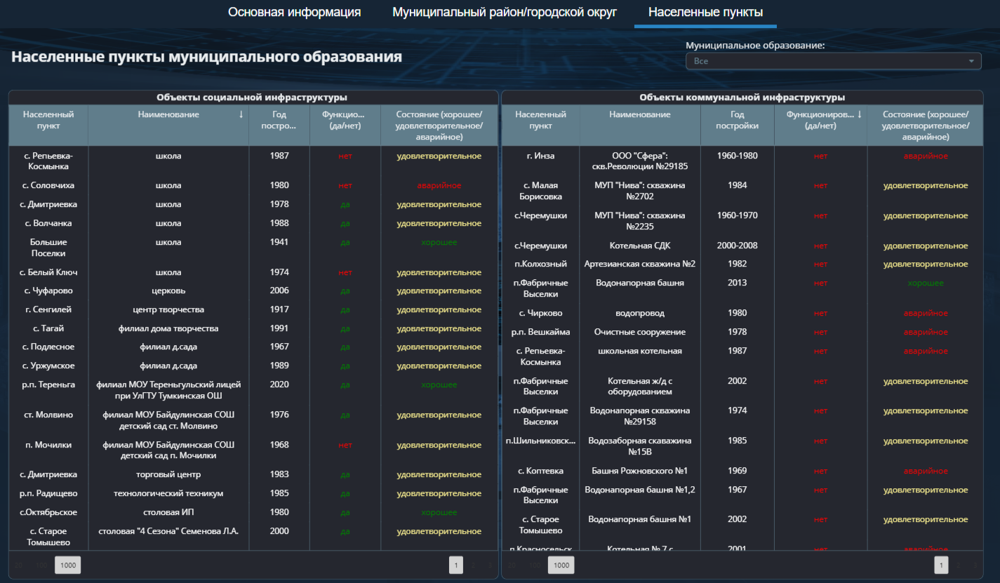 Основная информация Муниципальный район/городской округ Населенные пункты
Населенные пункты муниципального образования
Муниципальное образование:
Все
Объекты социальной инфраструктуры
Населенный пункт Наименование ↓ Год постро... Функцио... (да/нет) Состояние (хорошее/удовлетворительное/аварийное)
с. Репьевка-Космынка школа 1987 нет удовлетворительное
с. Соловчиха школа 1980 нет аварийное
с. Дмитриевка школа 1978 да удовлетворительное
с. Волчанка школа 1988 да удовлетворительное
Большие Поселки школа 1941 да хорошее
с. Белый Ключ школа 1974 нет удовлетворительное
с. Чуфарово церковь 2006 да удовлетворительное
г. Сенгилей центр творчества 1917 да удовлетворительное
с. Тагай филиал дома творчества 1991 да удовлетворительное
с. Подлесное филиал д.сада 1967 да удовлетворительное
с. Уржумское филиал д.сада 1989 да удовлетворительное
р.п. Тереньга филиал МОУ Тереньгульский лицей при УлГТУ Тумкинская ОШ 2020 да хорошее
ст. Молвино филиал МОУ Байдулинская СОШ детский сад ст. Молвино 1976 да удовлетворительное
п. Мочилки филиал МОУ Байдулинская СОШ детский сад п. Мочилки 1968 нет удовлетворительное
с. Дмитриевка торговый центр 1983 да удовлетворительное
р.п. Радищево технологический техникум 1985 да удовлетворительное
с.Октябрьское столовая ИП 1980 да хорошее
с. Старое Томышево столовая "4 Сезона" Семенова Л.А. 2000 да удовлетворительное
20 100 1000 1 2 3
Объекты коммунальной инфраструктуры
Населенный пункт Наименование Год постройки Функциониров... ↓ (да/нет) Состояние (хорошее/удовлетворительное/аварийное)
г. Инза ООО "Сфера": скв.Революции №29185 1960-1980 нет аварийное
с. Малая Борисовка МУП "Нива": скважина №2702 1984 нет удовлетворительное
с.Черемушки МУП "Нива": скважина №2235 1960-1970 нет удовлетворительное
с.Черемушки Котельная СДК 2000-2008 нет удовлетворительное
п.Колхозный Артезианская скважина №2 1982 нет удовлетворительное
п.Фабричные Выселки Водонапорная башня 2013 нет хорошее
с. Чирково водопровод 1980 нет аварийное
р.п. Вешкайма Очистные сооружение 1978 нет аварийное
с. Репьевка-Космынка школьная котельная 1987 нет аварийное
п.Фабричные Выселки Котельная ж/д с оборудованием 2002 нет удовлетворительное
п.Фабричные Выселки Водонапорная скважина №29158 1974 нет удовлетворительное
п.Шильниковск... Водозаборная скаважина №15В 1985 нет удовлетворительное
с. Коптевка Башня Рожновского №1 1969 нет аварийное
п.Фабричные Выселки Водонапорная башня №1,2 1967 нет удовлетворительное
с. Старое Томышево Водонапорная башня №1 2002 нет удовлетворительное
п.Красносельск Котельная № 7 с 2001 нет аварийное
20 100 1000 1 2 3